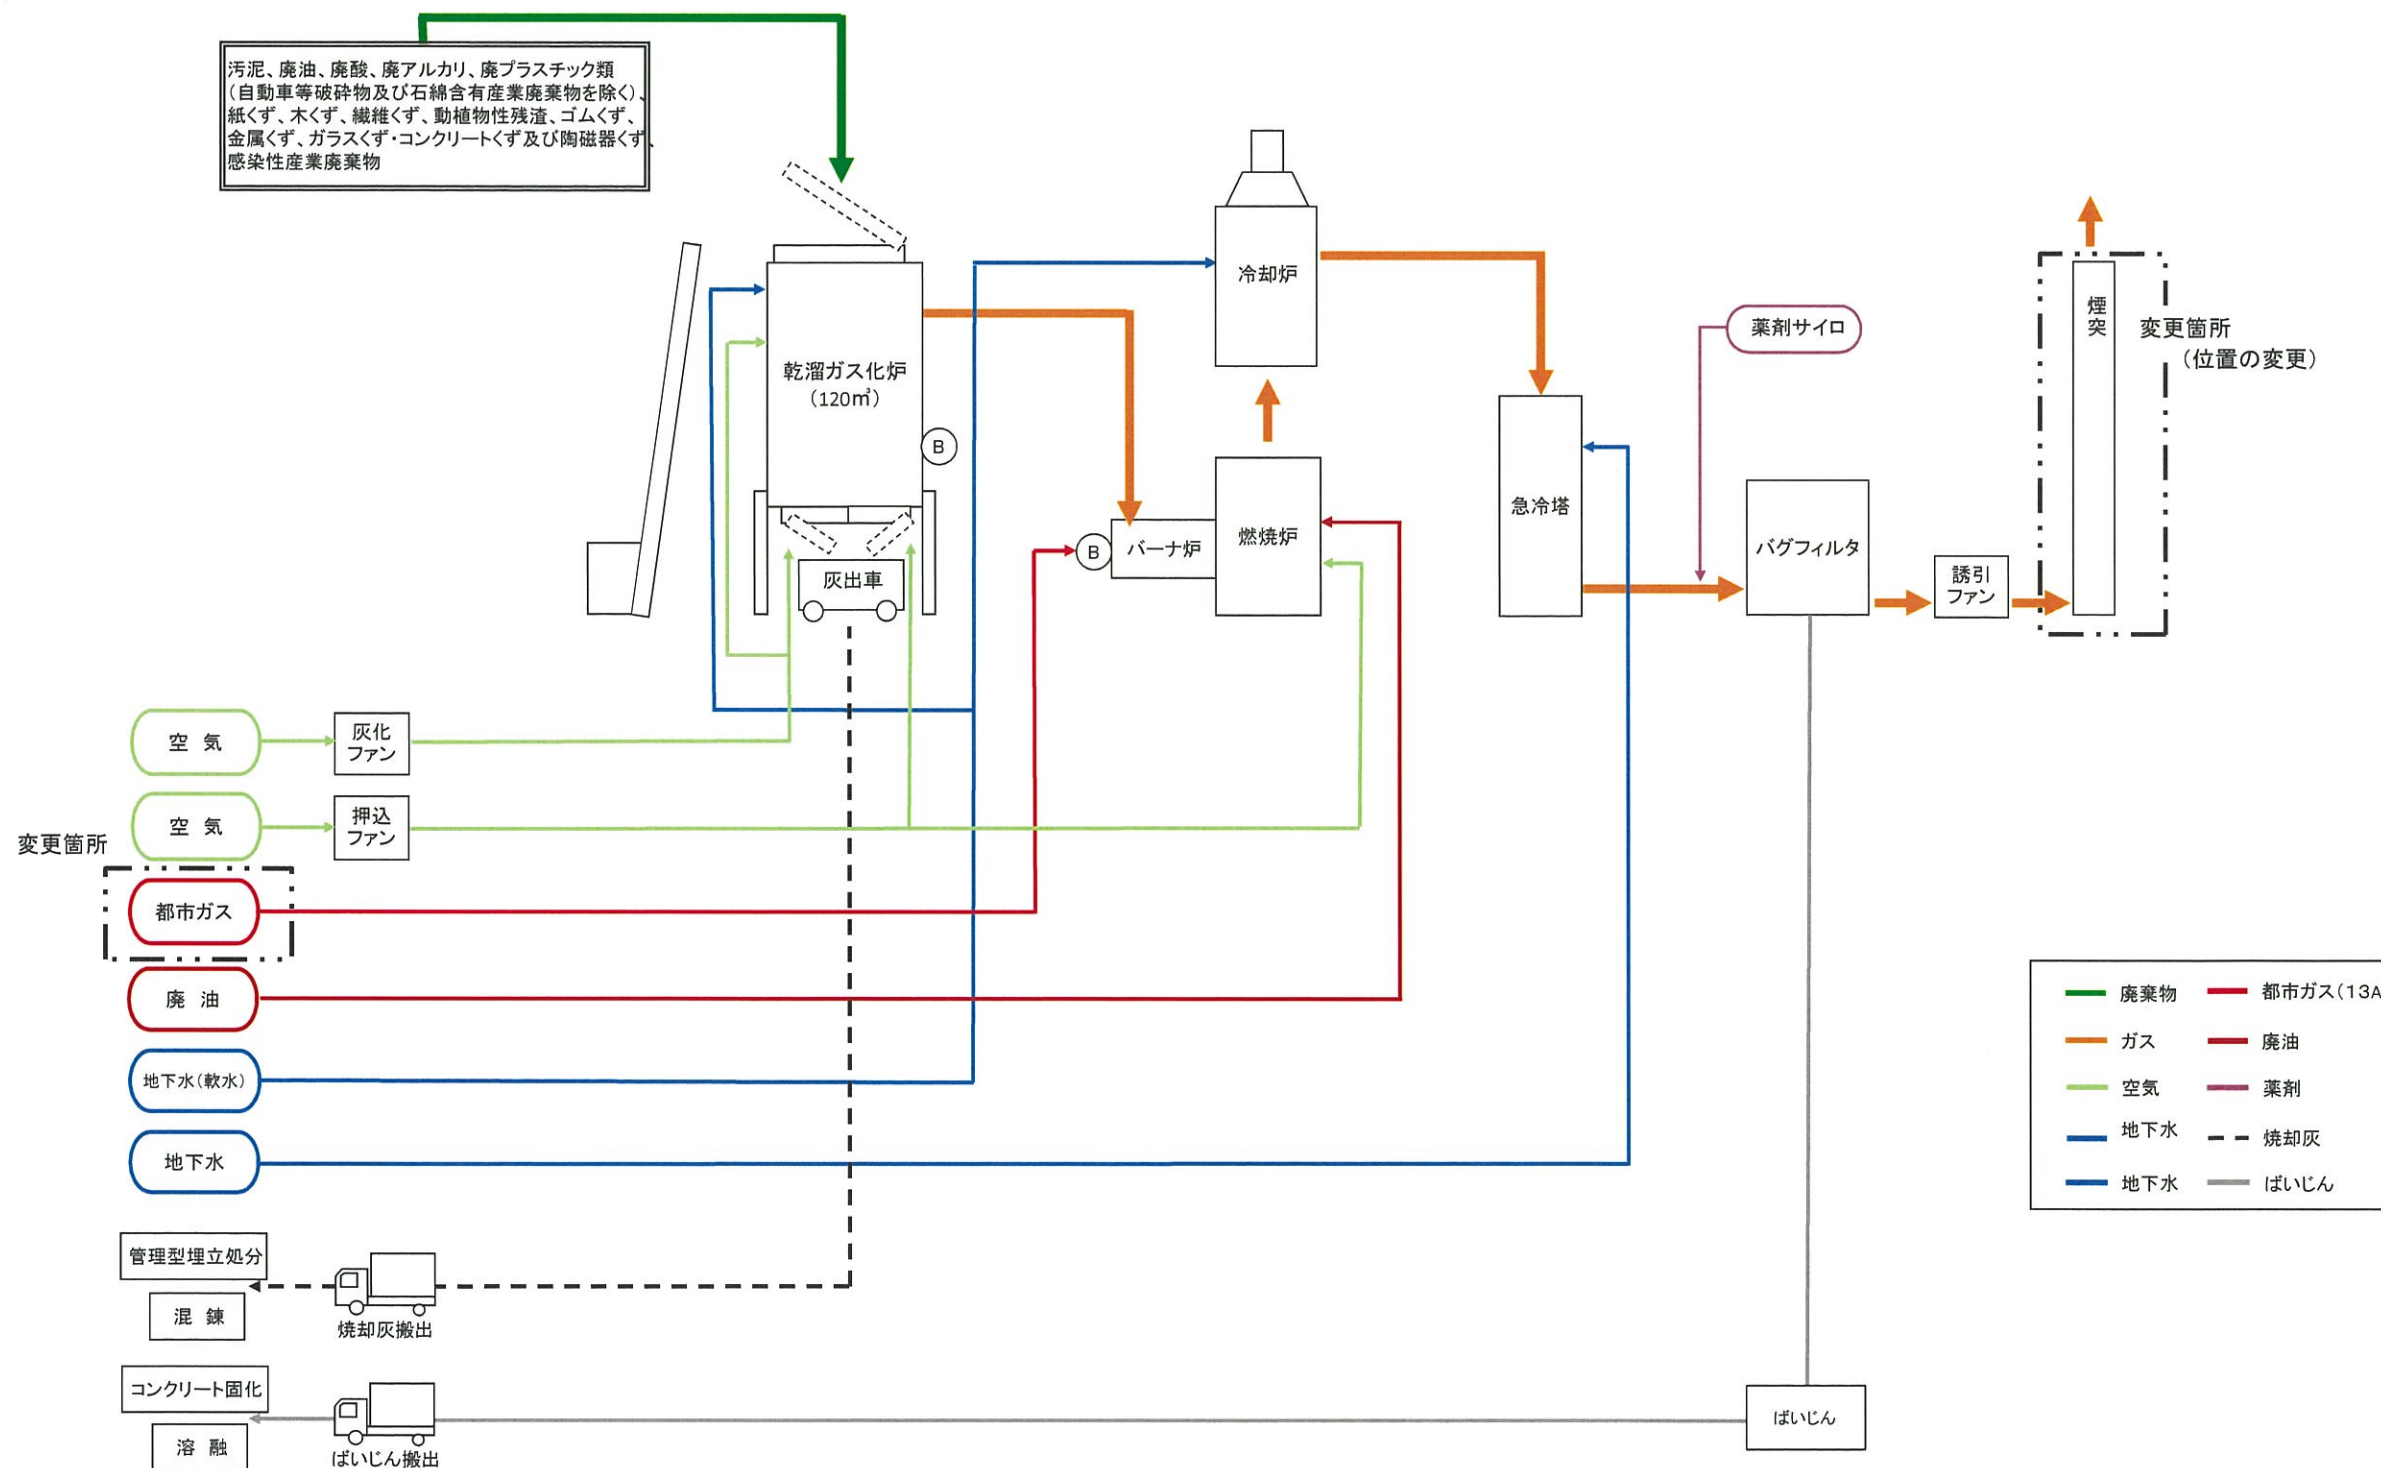 汚泥、廃油、廃酸、廃アルカリ、廃プラスチック類
（自動車等破砕物及び石綿含有産業廃棄物を除く）、
紙くず、木くず、繊維くず、動植物性残渣、ゴムくず、
金属くず、ガラスくず・コンクリートくず及び陶磁器くず、
感染性産業廃棄物
乾溜ガス化炉
（120㎥）
B
灰出車
冷却炉
B
バーナ炉
燃焼炉
急冷塔
薬剤サイロ
バグフィルタ
誘引
ファン
煙突
変更箇所
（位置の変更）
空 気
灰化
ファン
空 気
押込
ファン
変更箇所
都市ガス
廃 油
地下水（軟水）
地下水
管理型埋立処分
混 錬
焼却灰搬出
コンクリート固化
溶 融
ばいじん搬出
ばいじん
廃棄物
都市ガス（13A
ガス
廃油
空気
薬剤
地下水
焼却灰
地下水
ばいじん